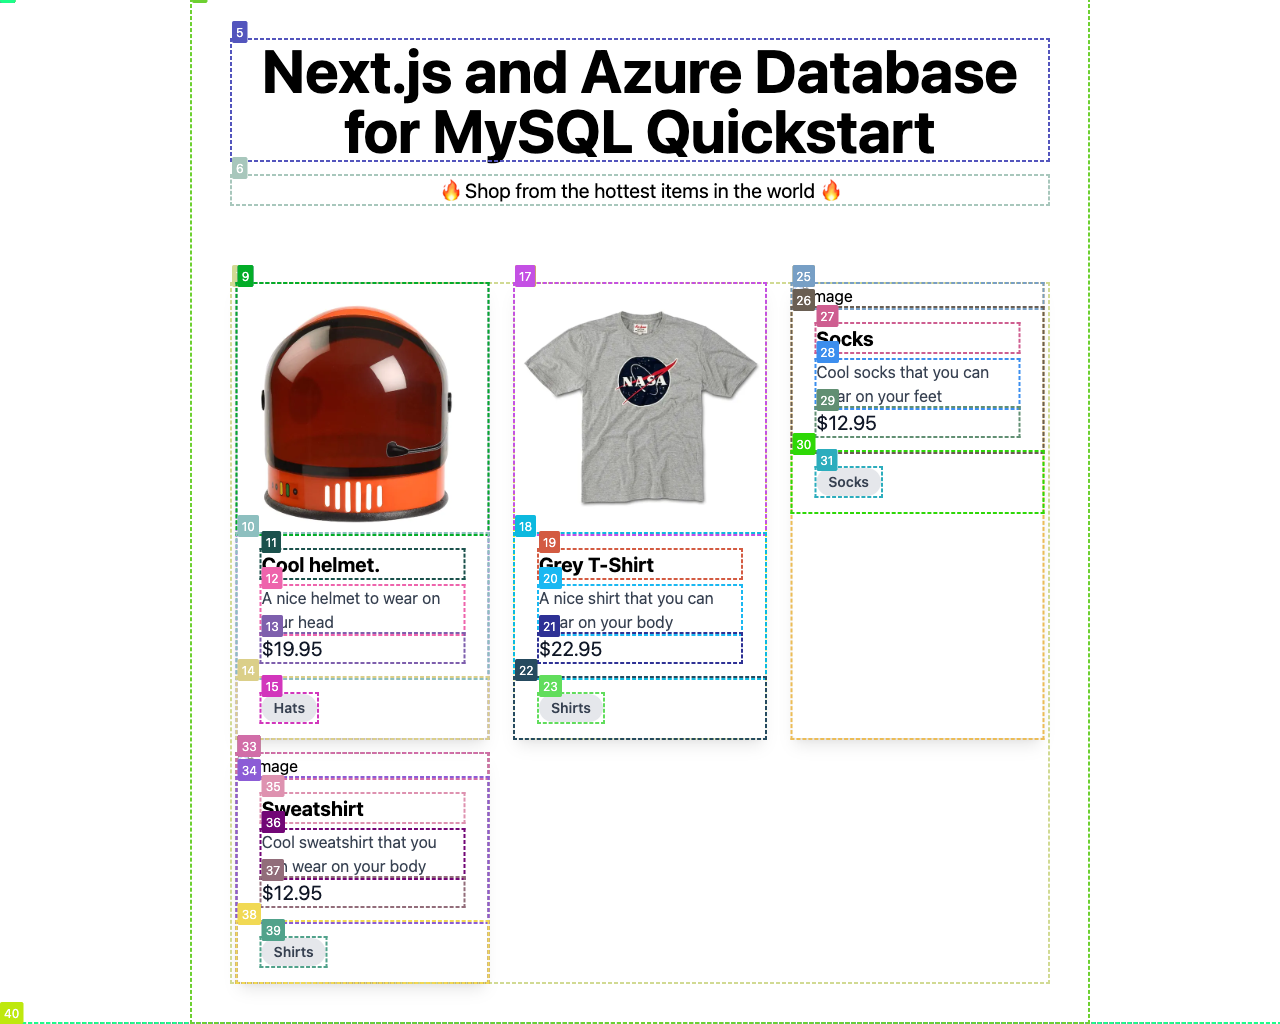 5
Next.js and Azure Database
for MySQL Quickstart
6
🔥 Shop from the hottest items in the world 🔥
9
10
11
Cool helmet.
12
A nice helmet to wear on
13
head
$19.95
14
15
Hats
17
NASA
18
19
Grey T-Shirt
20
A nice shirt that you can
21
on your body
$22.95
22
23
Shirts
25
26
27
Socks
28
Cool socks that you can
29
on your feet
$12.95
30
31
Socks
33
34
35
Sweatshirt
36
Cool sweatshirt that you
37
wear on your body
$12.95
38
39
Shirts
40